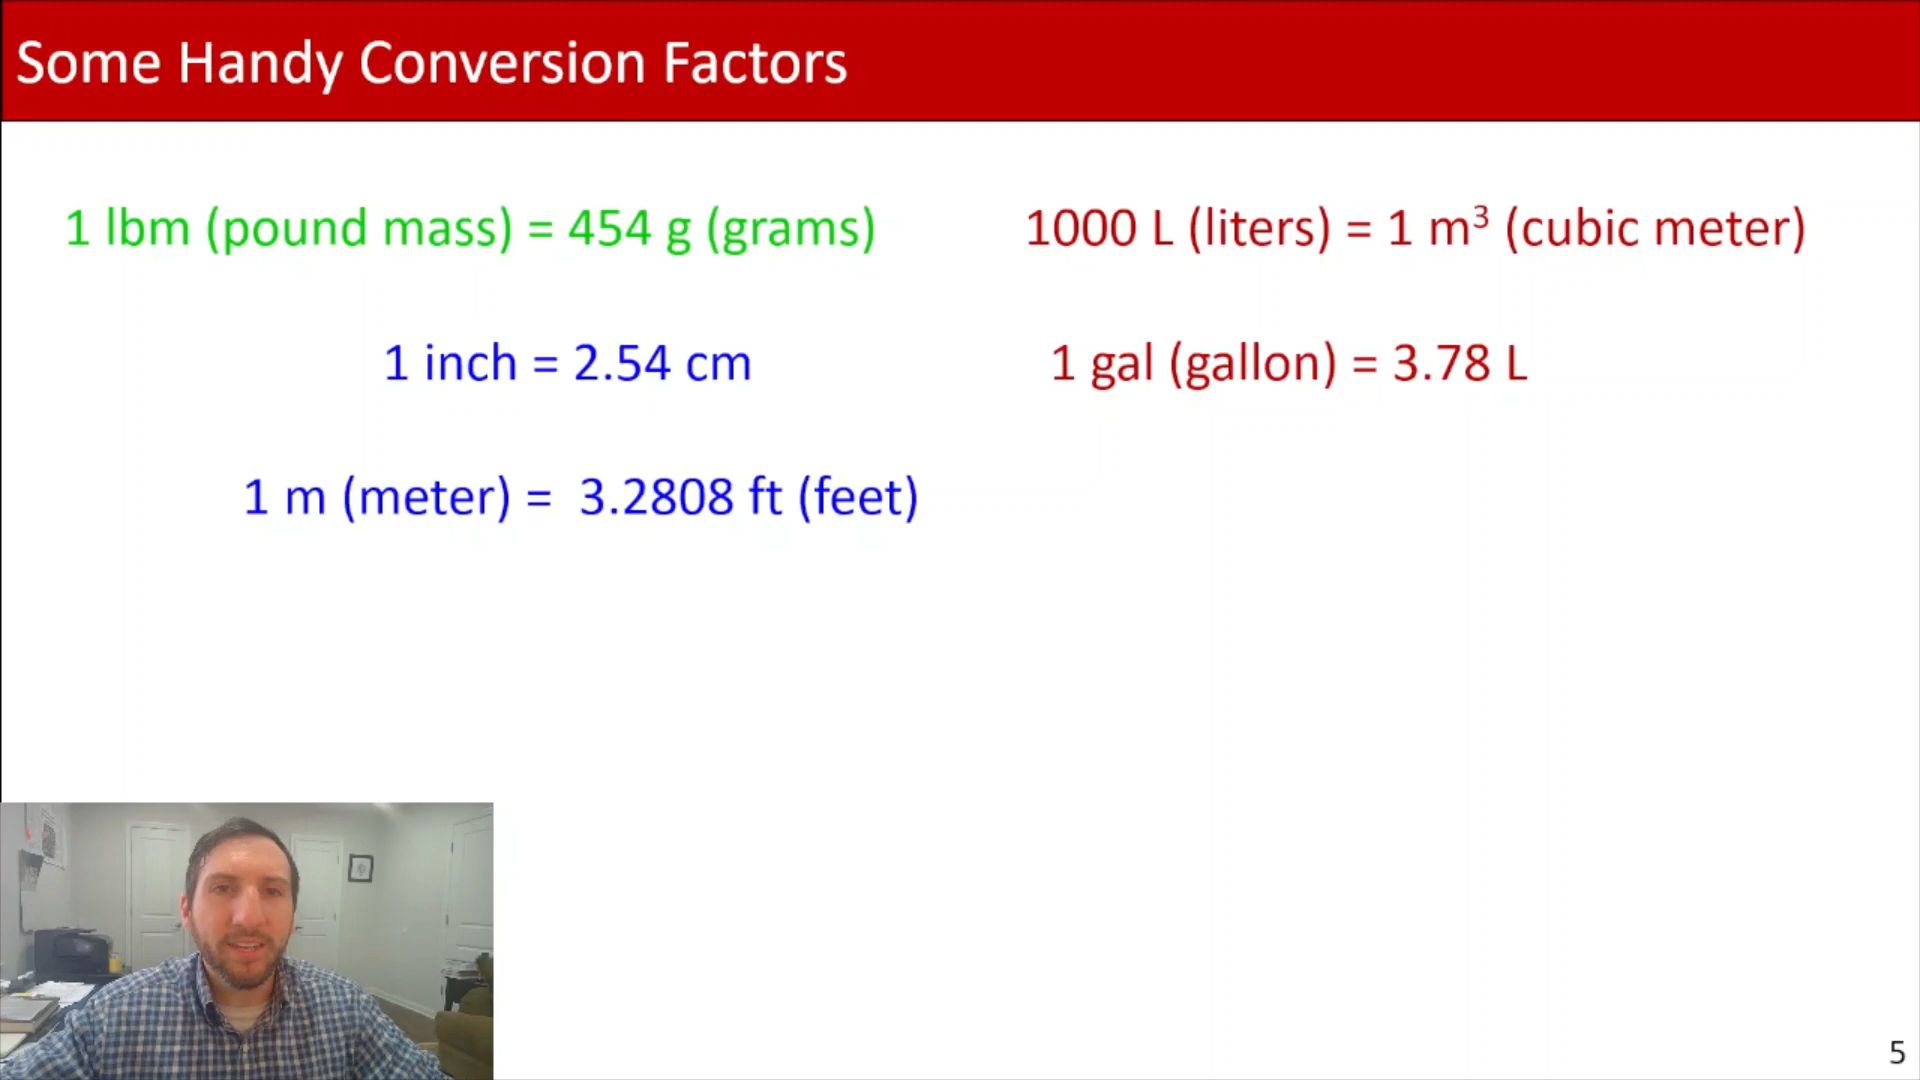 Some Handy Conversion Factors
1 lbm (pound mass) = 454 g (grams)
1 inch = 2.54 cm
1 m (meter) = 3.2808 ft (feet)
1000 L (liters) = 1 m³ (cubic meter)
1 gal (gallon) = 3.78 L
5